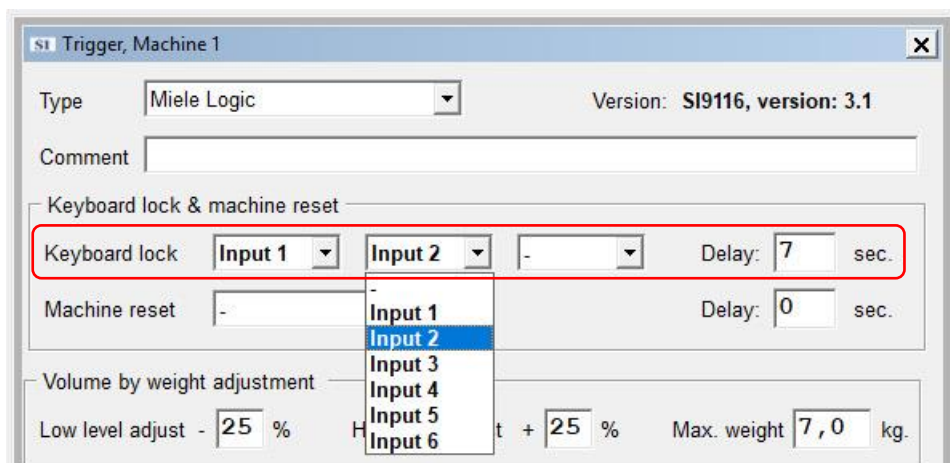 SI Trigger, Machine 1
Type Miele Logic Version: SI9116, version: 3.1
Comment
Keyboard lock & machine reset
Keyboard lock Input 1 Input 2 - Delay: 7 sec.
Machine reset - Delay: 0 sec.
-
Input 1
Input 2
Input 3
Input 4
Input 5
Input 6
Volume by weight adjustment
Low level adjust - 25 % H t + 25 % Max. weight 7,0 kg.